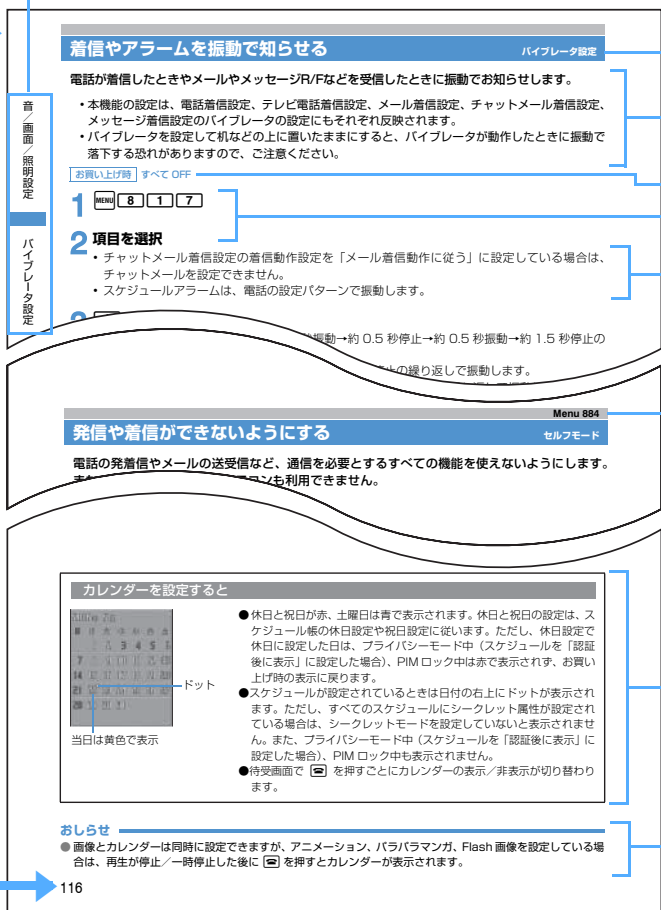 着信やアラームを振動で知らせる
バイブレータ設定
電話が着信したときやメールやメッセージR/Fなどを受信したときに振動でお知らせします。
・本機能の設定は、電話着信設定、テレビ電話着信設定、メール着信設定、チャットメール着信設定、
メッセージ着信設定のバイブレータの設定にもそれぞれ反映されます。
・バイブレータを設定して机などの上に置いたままにすると、バイブレータが動作したときに振動で
落下する恐れがありますので、ご注意ください。
お買い上げ時 すべて OFF
1 MENU 8 1 7
2 項目を選択
・チャットメール着信設定の着信動作設定を「メール着信動作に従う」に設定している場合は、
チャットメールを設定できません。
・スケジュールアラームは、電話の設定パターンで振動します。
振動→約 0.5 秒停止→約 0.5 秒振動→約 1.5 秒停止の
の繰り返しで振動します。
音/画面/照明設定
バイブレータ設定
Menu 884
発信や着信ができないようにする
セルフモード
電話の発着信やメールの送受信など、通信を必要とするすべての機能を使えないようにします。
も利用できません。
カレンダーを設定すると
ドット
当日は黄色で表示
●休日と祝日が赤、土曜日は青で表示されます。休日と祝日の設定は、ス
ケジュール帳の休日設定や祝日設定に従います。ただし、休日設定で
休日に設定した日は、プライバシーモード中（スケジュールを「認証
後に表示」に設定した場合）、PIM ロック中は赤で表示されず、お買い
上げ時の表示に戻ります。
●スケジュールが設定されているときは日付の右上にドットが表示され
ます。ただし、すべてのスケジュールにシークレット属性が設定され
ている場合は、シークレットモードを設定していないと表示されませ
ん。また、プライバシーモード中（スケジュールを「認証後に表示」に
設定した場合）、PIM ロック中も表示されません。
●待受画面で を押すごとにカレンダーの表示／非表示が切り替わり
ます。
おしらせ
●画像とカレンダーは同時に設定できますが、アニメーション、パラパラマンガ、Flash 画像を設定している場
合は、再生が停止／一時停止した後に を押すとカレンダーが表示されます。
116